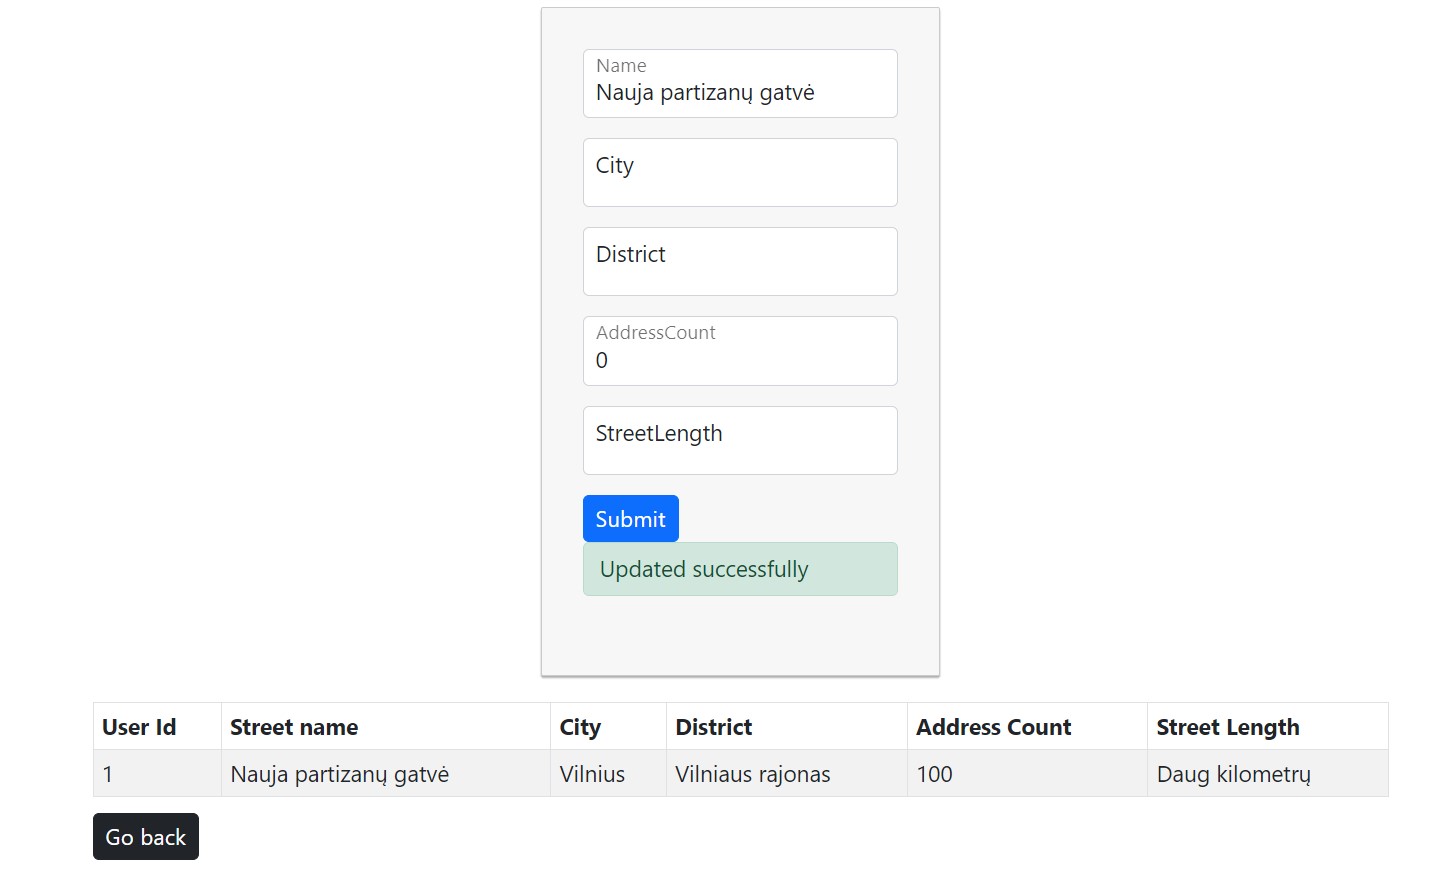 Name
Nauja partizanų gatvė
City
District
AddressCount
0
StreetLength
Submit
Updated successfully
User Id Street name City District Address Count Street Length
1 Nauja partizanų gatvė Vilnius Vilniaus rajonas 100 Daug kilometrų
Go back